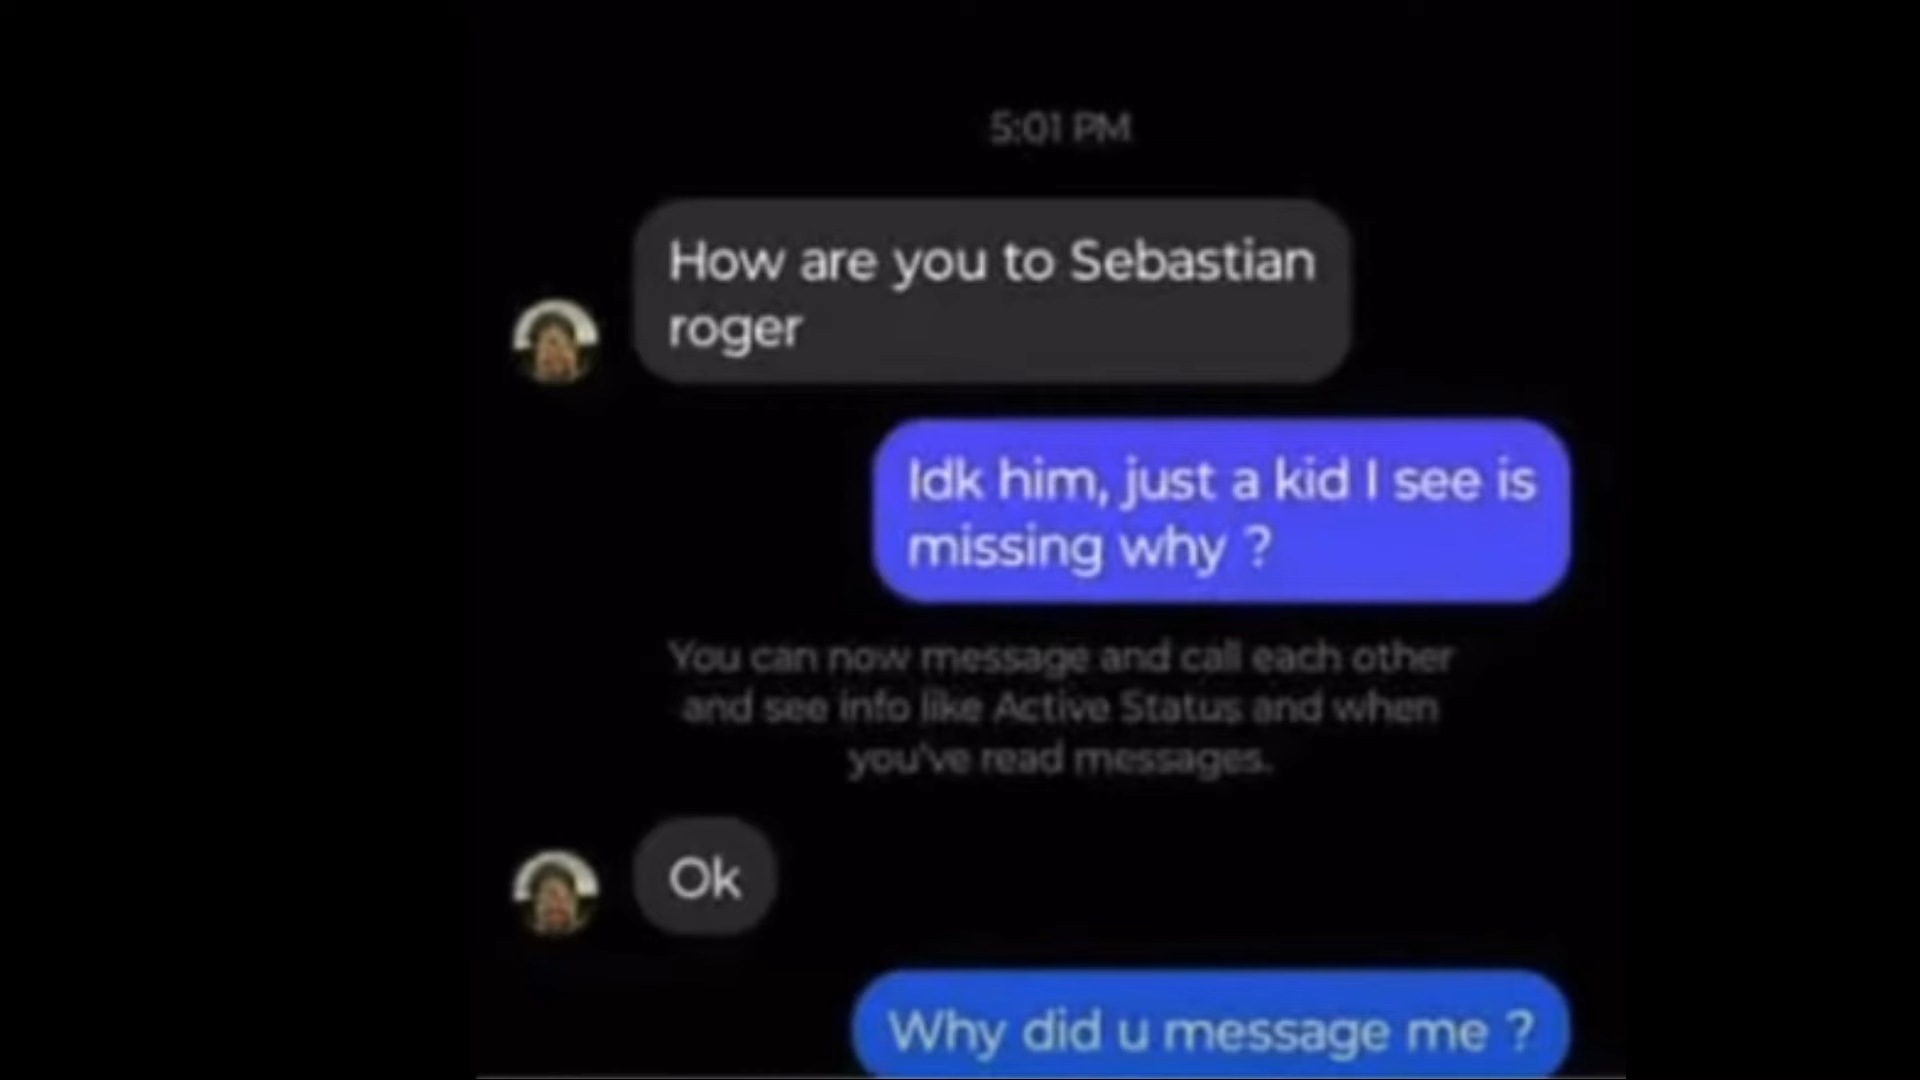 5:01 PM
How are you to Sebastian
roger
Idk him, just a kid I see is
missing why ?
You can now message and call each other
and see info like Active Status and when
you've read messages.
Ok
Why did u message me ?